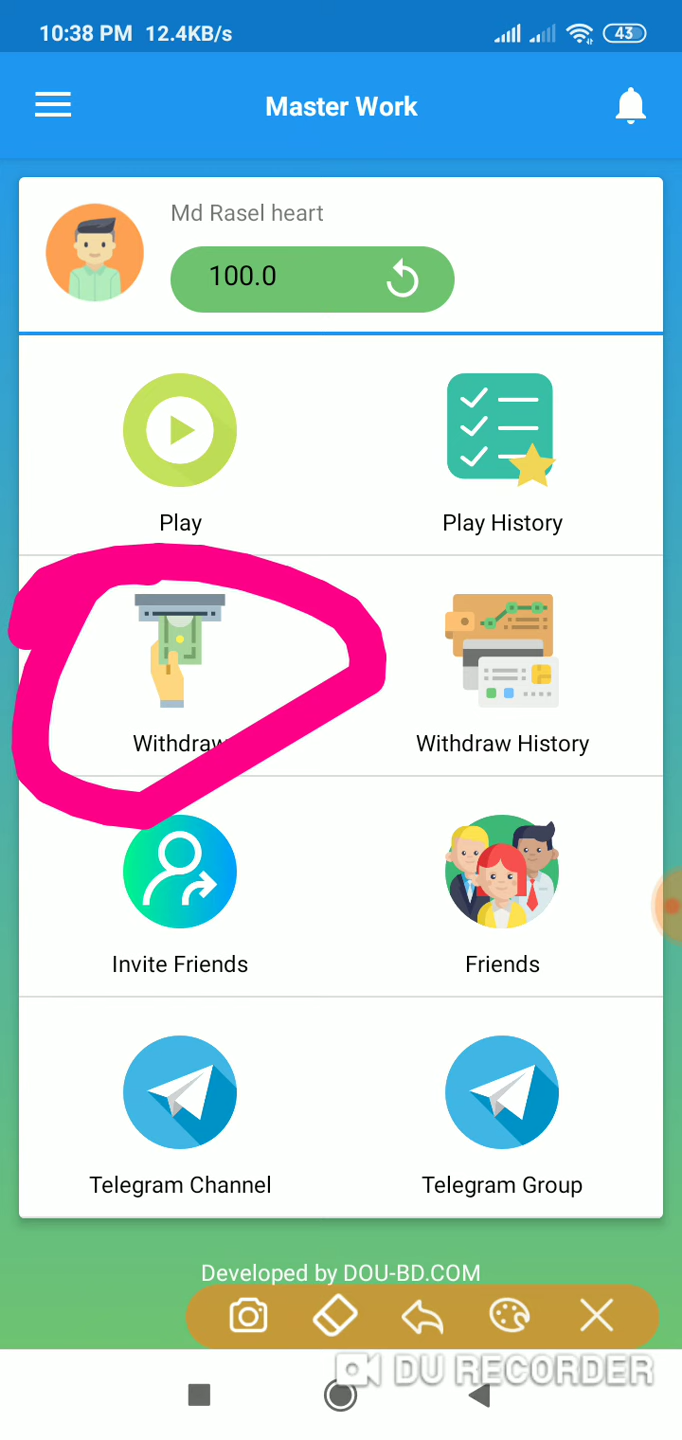 10:38 PM 12.4KB/s 43
Master Work
Md Rasel heart
100.0
Play
Play History
Withdraw
Withdraw History
Invite Friends
Friends
Telegram Channel
Telegram Group
Developed by DOU-BD.COM
DU RECORDER